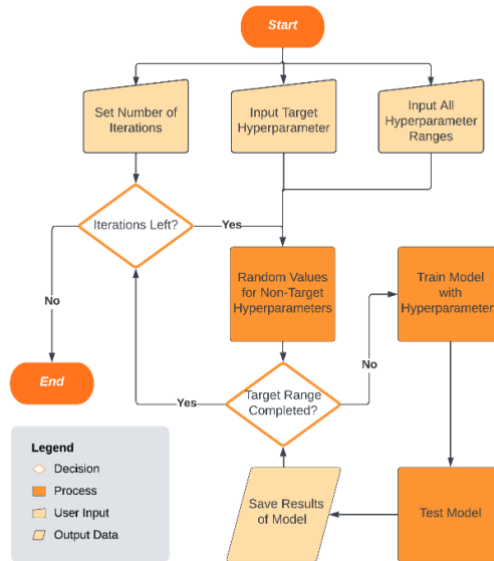 Start
Set Number of
Iterations
Input Target
Hyperparameter
Input All
Hyperparameter
Ranges
Iterations Left?
Yes
Random Values
for Non-Target
Hyperparameters
Train Model
with
Hyperparameter
No
No
End
Yes
Target Range
Completed?
Legend
Decision
Process
User Input
Output Data
Save Results
of Model
Test Model